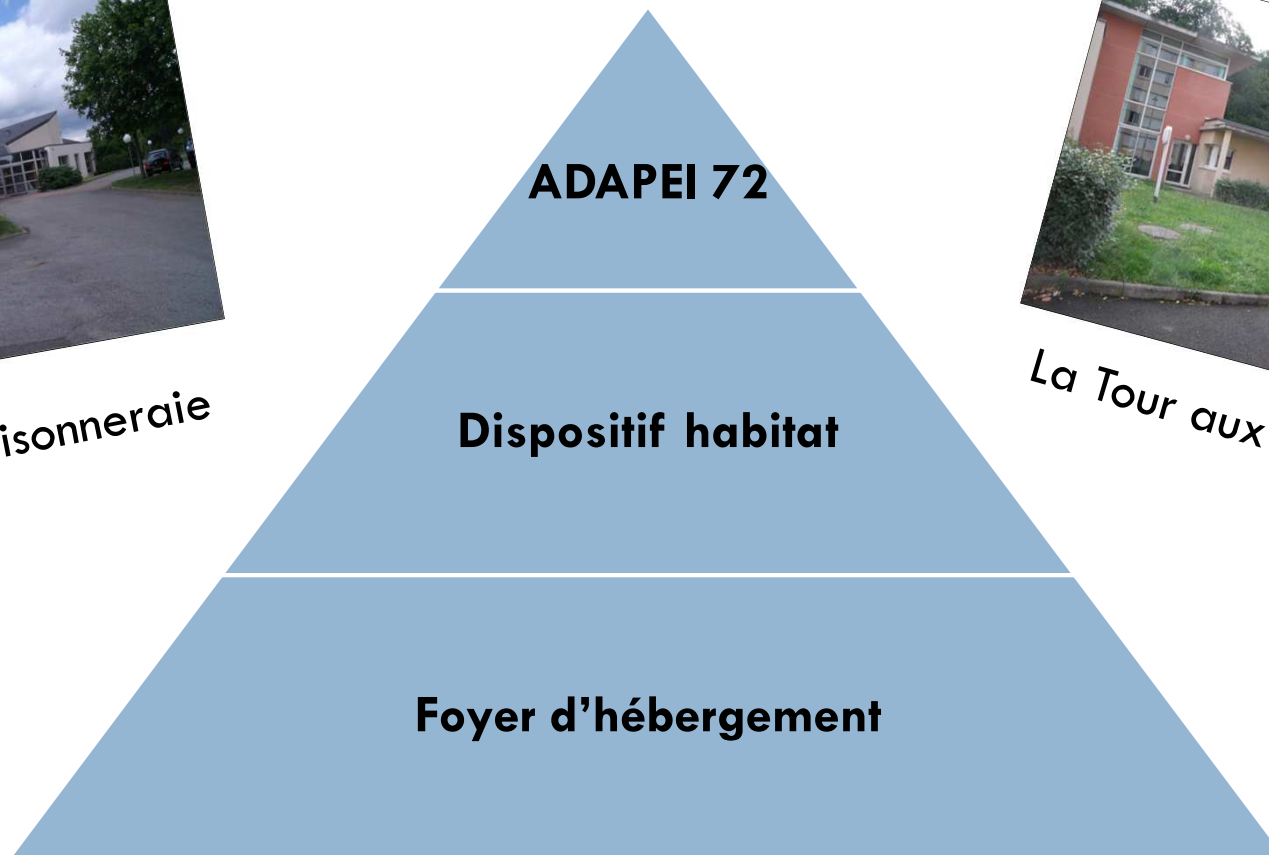 ADAPEI 72
isonneraie
La Tour aux
Dispositif habitat
Foyer d’hébergement